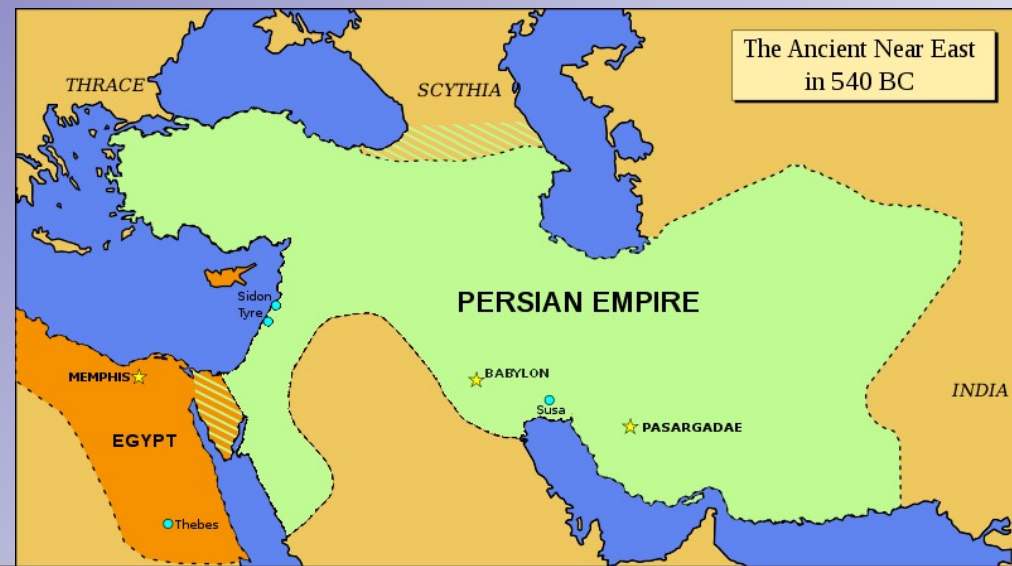 The Ancient Near East
in 540 BC
THRACE
SCYTHIA
Sidon
Tyre
PERSIAN EMPIRE
MEMPHIS
BABYLON
INDIA
Susa
PASARGADAE
EGYPT
Thebes